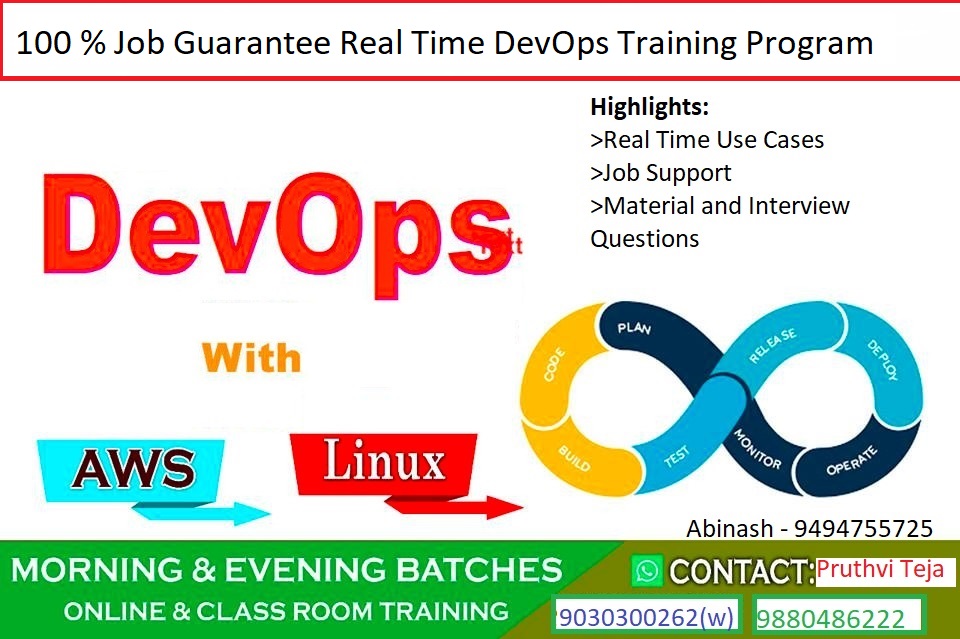 100 % Job Guarantee Real Time DevOps Training Program
Highlights:
>Real Time Use Cases
>Job Support
>Material and Interview
Questions
DevOps
With
AWS
Linux
CODE
PLAN
BUILD
TEST
RELEASE
DEPLOY
MONITOR
OPERATE
Abinash - 9494755725
MORNING & EVENING BATCHES
ONLINE & CLASS ROOM TRAINING
CONTACT: Pruthvi Teja
9030300262(w) 9880486222